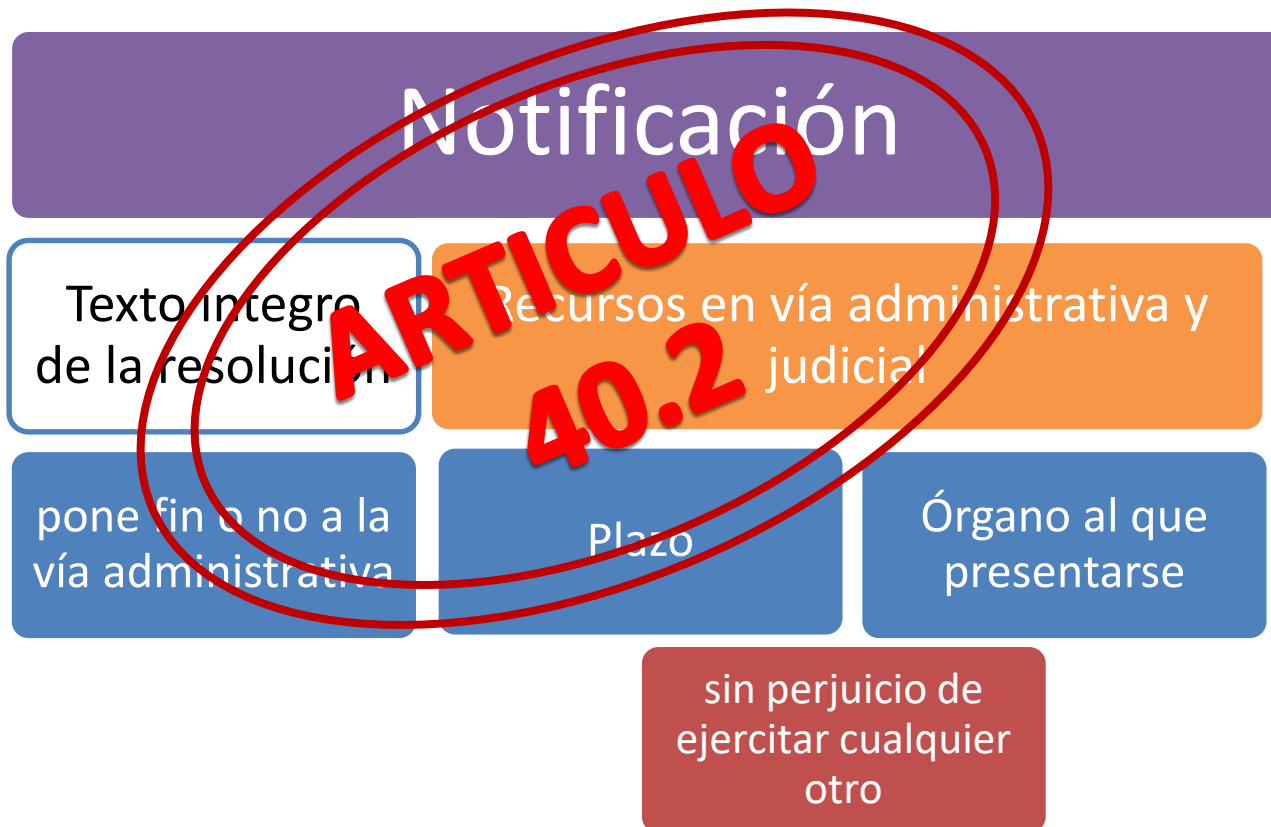 Notificación
ARTICULO
40.2
Texto integro
de la resolución
Recursos en vía administrativa y
judicial
pone fin o no a la
vía administrativa
Plazo
Órgano al que
presentarse
sin perjuicio de
ejercitar cualquier
otro